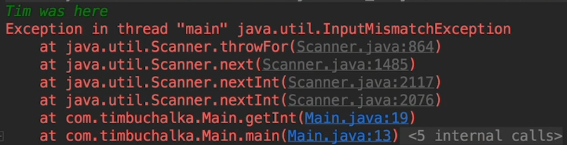 Tim was here
Exception in thread "main" java.util.InputMismatchException
at java.util.Scanner.throwFor(Scanner.java:864)
at java.util.Scanner.next(Scanner.java:1485)
at java.util.Scanner.nextInt(Scanner.java:2117)
at java.util.Scanner.nextInt(Scanner.java:2076)
at com.timbuchalka.Main.getInt(Main.java:19)
at com.timbuchalka.Main.main(Main.java:13) <5 internal calls>